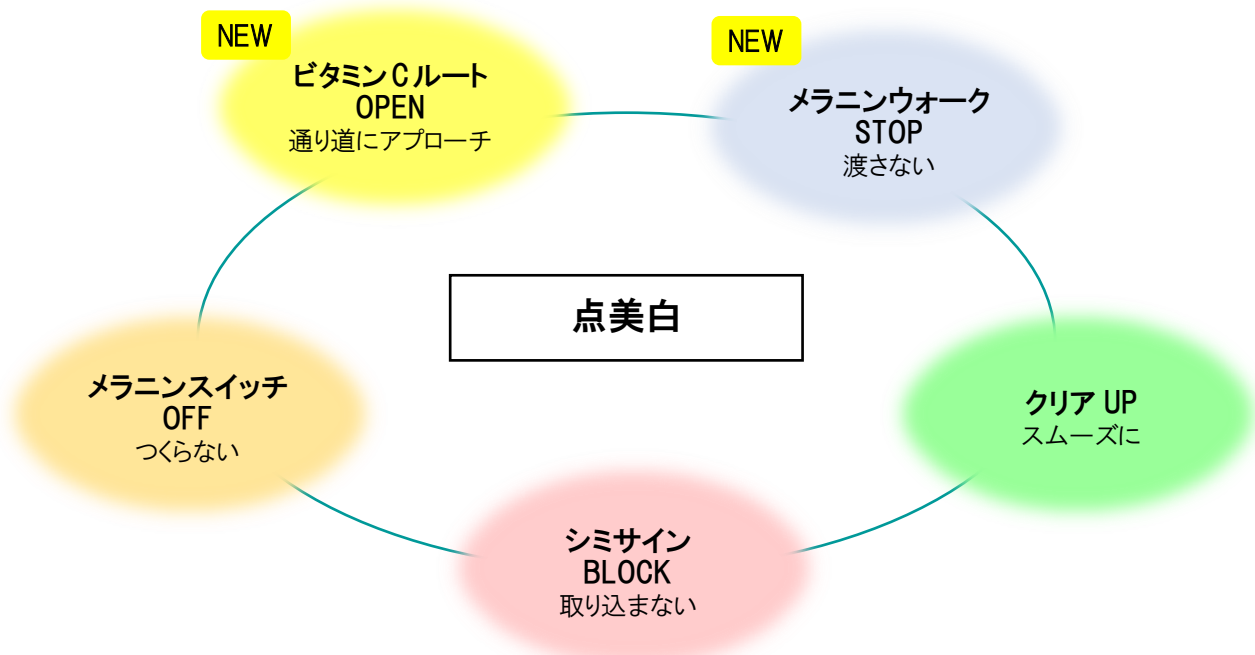 NEW
ビタミンCルート
OPEN
通り道にアプローチ
NEW
メラニンウォーク
STOP
渡さない
点美白
メラニンスイッチ
OFF
つくらない
クリア UP
スムーズに
シミサイン
BLOCK
取り込まない